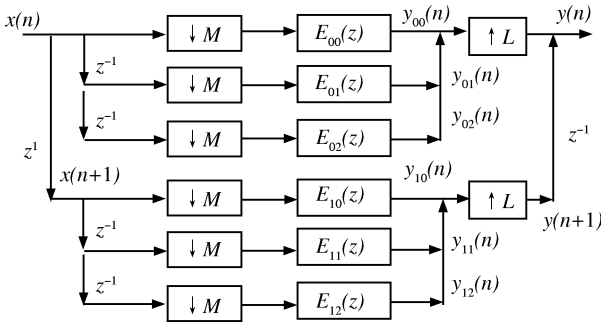 x(n)
↓ M
E₀₀(z)
y₀₀(n)
↑ L
y(n)
z⁻¹
↓ M
E₀₁(z)
y₀₁(n)
z⁻¹
↓ M
E₀₂(z)
y₀₂(n)
z¹
z⁻¹
x(n+1)
↓ M
E₁₀(z)
y₁₀(n)
↑ L
y(n+1)
z⁻¹
↓ M
E₁₁(z)
y₁₁(n)
z⁻¹
↓ M
E₁₂(z)
y₁₂(n)